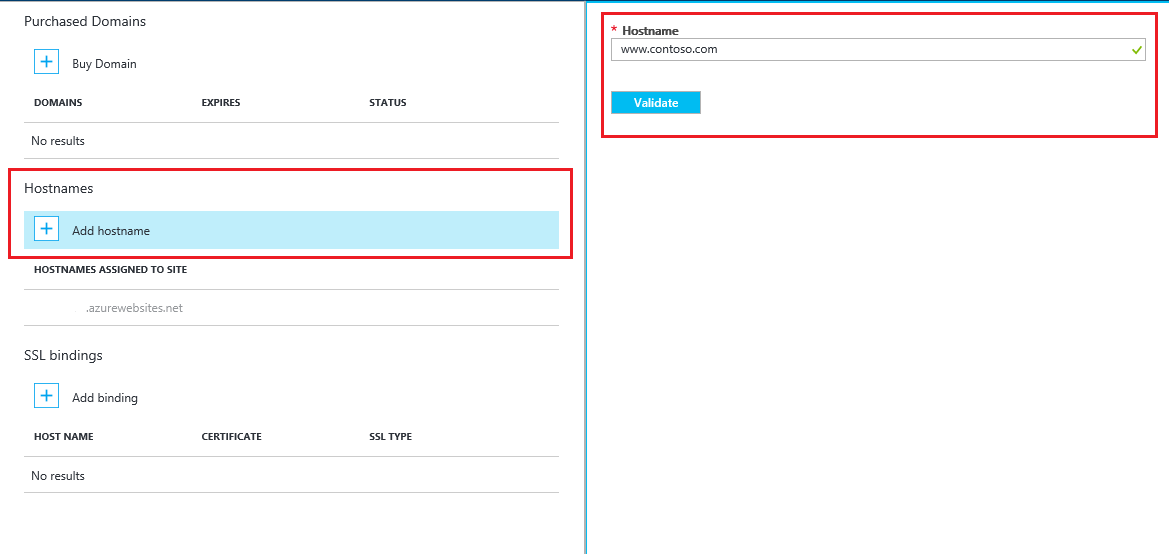 Purchased Domains
Buy Domain
DOMAINS EXPIRES STATUS
No results
Hostnames
Add hostname
HOSTNAMES ASSIGNED TO SITE
.azurewebsites.net
SSL bindings
Add binding
HOST NAME CERTIFICATE SSL TYPE
No results
* Hostname
www.contoso.com
Validate